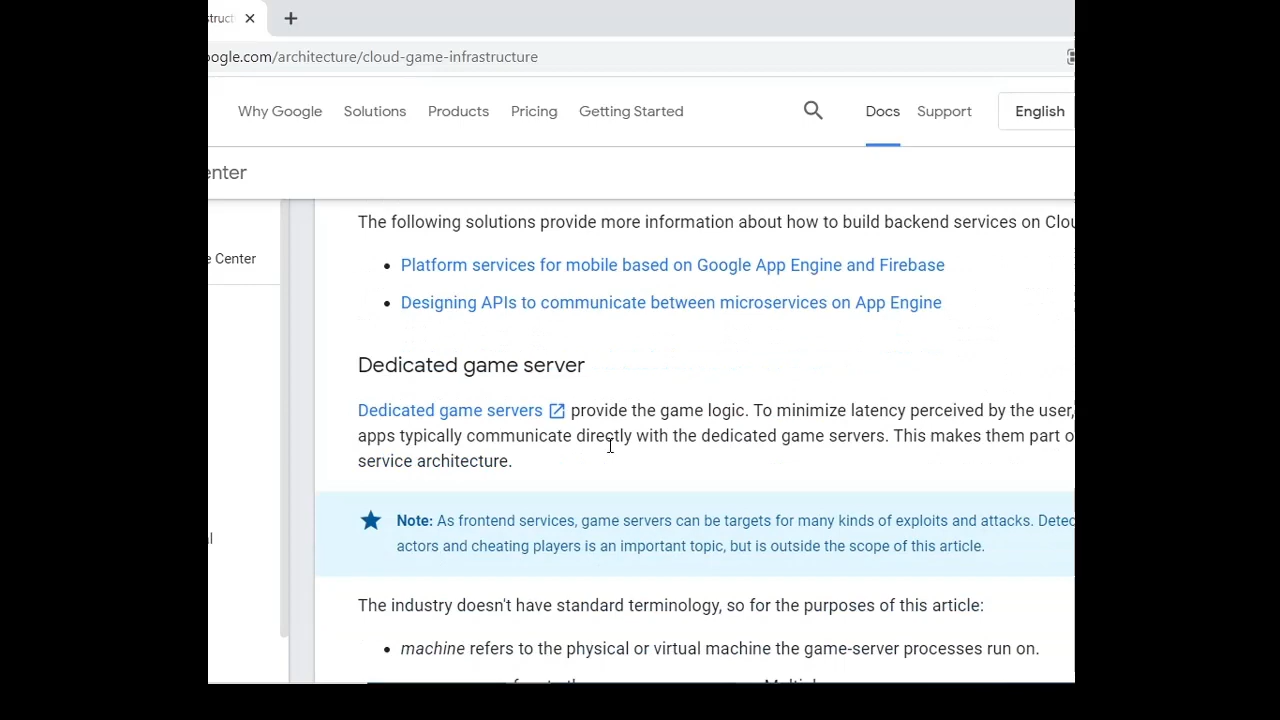 oogle.com/architecture/cloud-game-infrastructure
Why Google Solutions Products Pricing Getting Started Docs Support English
enter
The following solutions provide more information about how to build backend services on Clou
Platform services for mobile based on Google App Engine and Firebase
e Center
Designing APIs to communicate between microservices on App Engine
Dedicated game server
Dedicated game servers provide the game logic. To minimize latency perceived by the user,
apps typically communicate directly with the dedicated game servers. This makes them part o
service architecture.
Note: As frontend services, game servers can be targets for many kinds of exploits and attacks. Detec
actors and cheating players is an important topic, but is outside the scope of this article.
The industry doesn't have standard terminology, so for the purposes of this article:
machine refers to the physical or virtual machine the game-server processes run on.